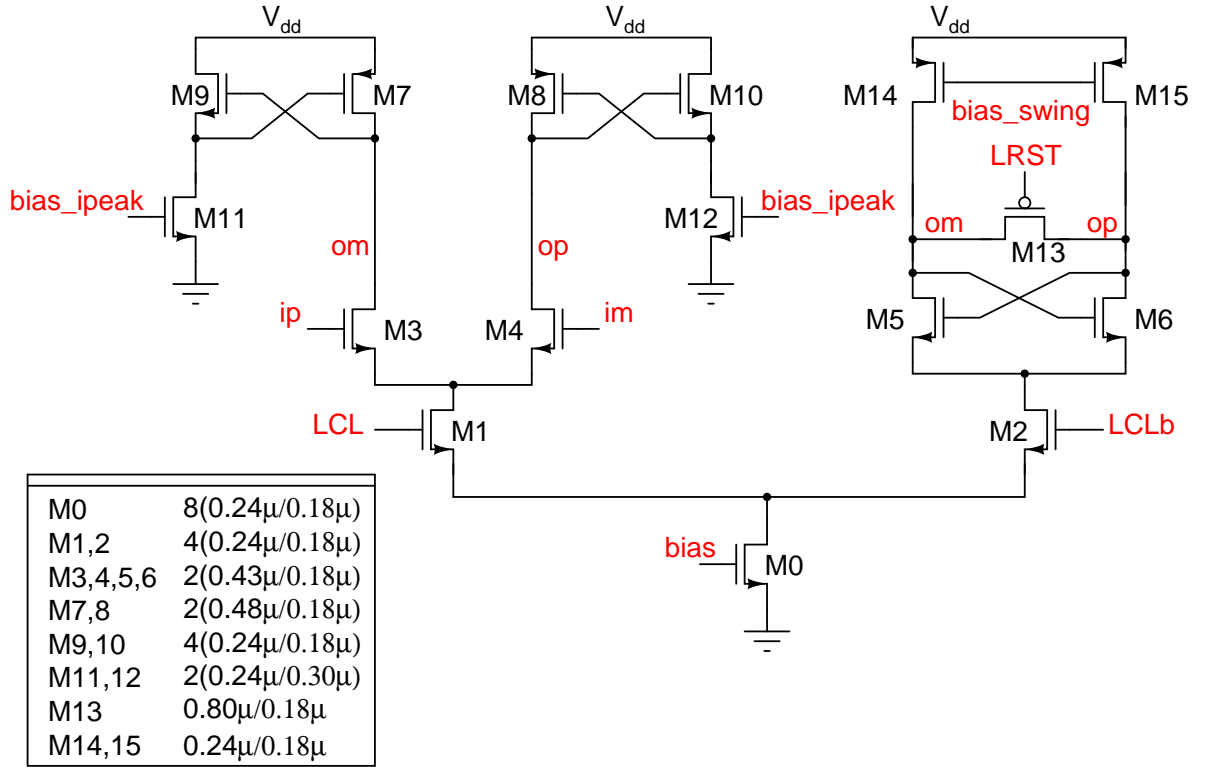 Vdd Vdd Vdd
M9 M7 M8 M10 M14 M15
bias_swing
LRST
bias_ipeak M11 M12 bias_ipeak
om op om op
M13
ip M3 M4 im M5 M6
LCL M1 M2 LCLb
bias M0
M0 8(0.24μ/0.18μ)
M1,2 4(0.24μ/0.18μ)
M3,4,5,6 2(0.43μ/0.18μ)
M7,8 2(0.48μ/0.18μ)
M9,10 4(0.24μ/0.18μ)
M11,12 2(0.24μ/0.30μ)
M13 0.80μ/0.18μ
M14,15 0.24μ/0.18μ